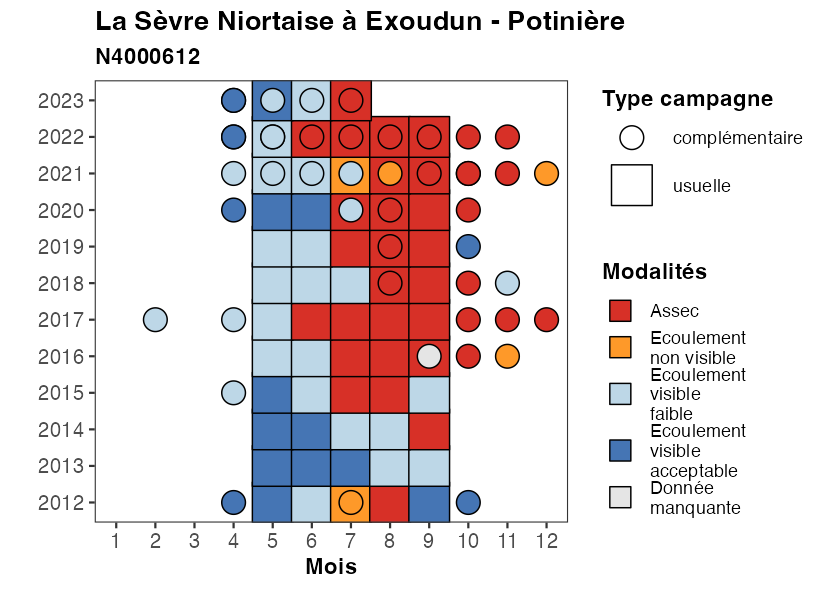 La Sèvre Niortaise à Exoudun - Potinière
N4000612
2023
2022
2021
2020
2019
2018
2017
2016
2015
2014
2013
2012
1 2 3 4 5 6 7 8 9 10 11 12
Mois
Type campagne
complémentaire
usuelle
Modalités
Assec
Ecoulement
non visible
Ecoulement
visible
faible
Ecoulement
visible
acceptable
Donnée
manquante